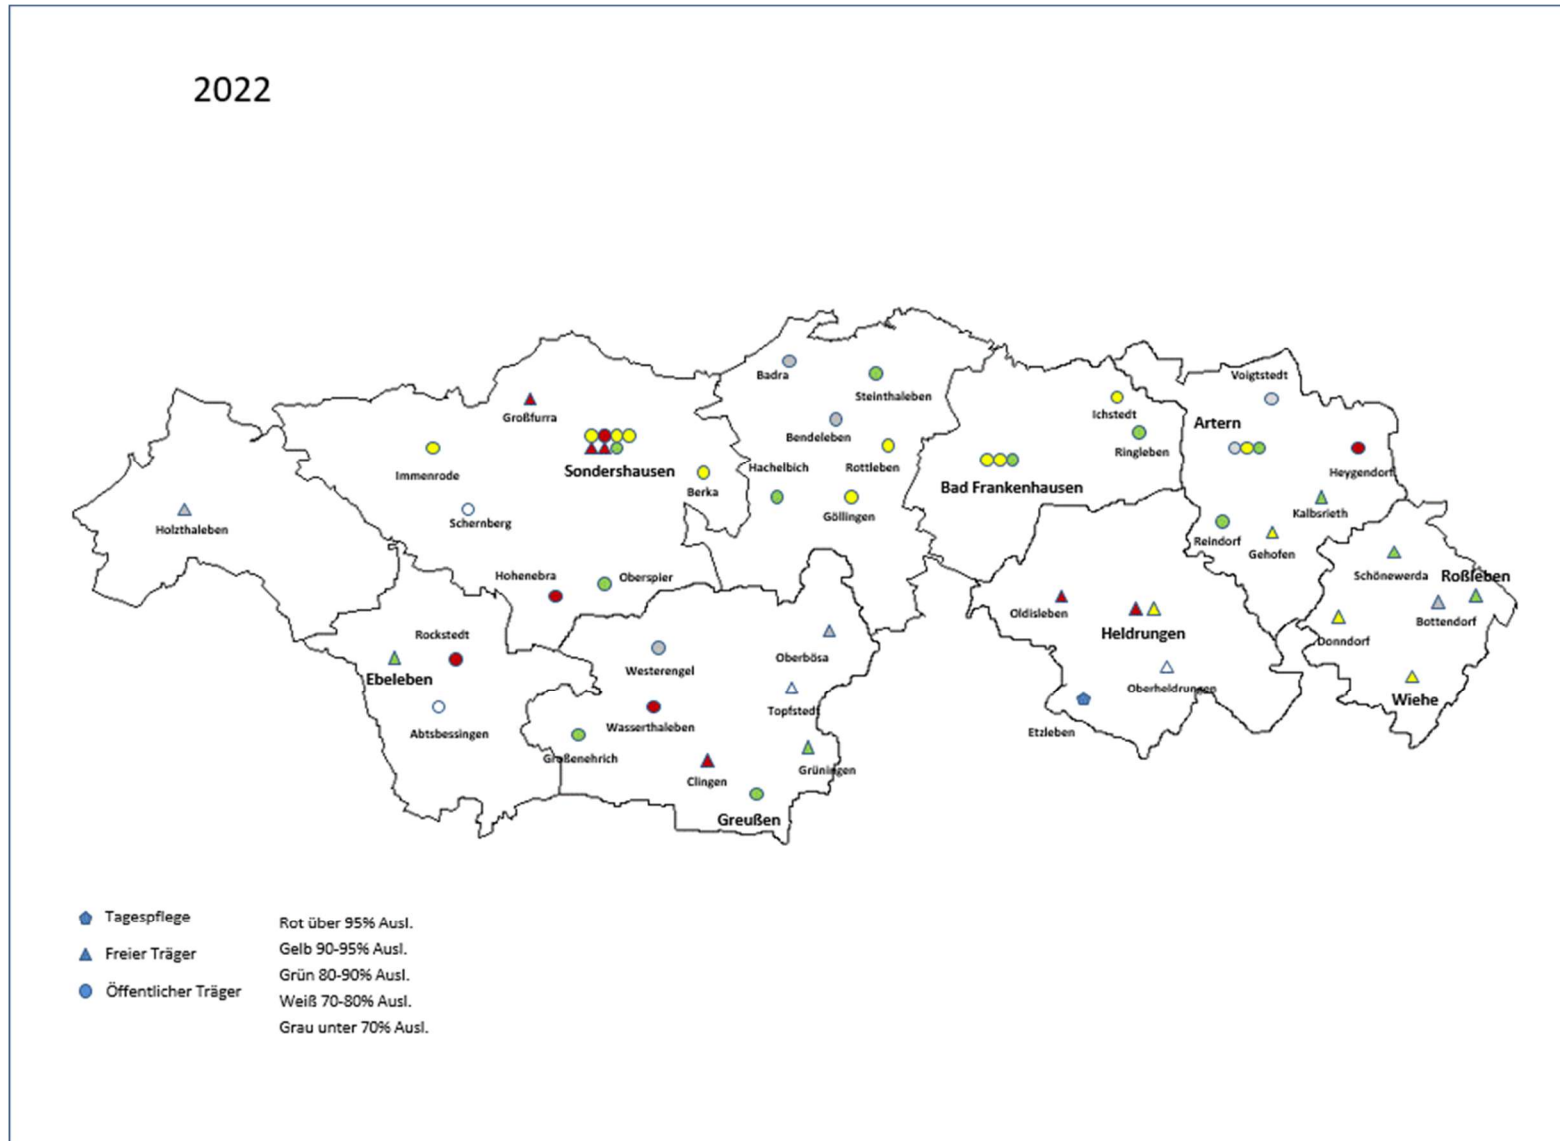 2022
Voigtstedt
Badra
Steinthaleben
Großfurra
Ichstedt
Artern
Bendeleben
Ringleben
Sondershausen
Immenrode
Hachelbich
Rottleben
Heygendorf
Berka
Bad Frankenhausen
Schernberg
Göllingen
Kalbsrieth
Holzthaleben
Reindorf
Gehofen
Hohenebra
Oberspier
Schönewerda
Roßleben
Oldisleben
Bottendorf
Rockstedt
Heldrungen
Donndorf
Oberbösa
Westerengel
Ebeleben
Oberheldrungen
Wiehe
Topfstedt
Wasserthaleben
Abtsbessingen
Etzleben
Großenehrich
Grüningen
Clingen
Greußen
Tagespflege
Freier Träger
Öffentlicher Träger
Rot über 95% Ausl.
Gelb 90-95% Ausl.
Grün 80-90% Ausl.
Weiß 70-80% Ausl.
Grau unter 70% Ausl.